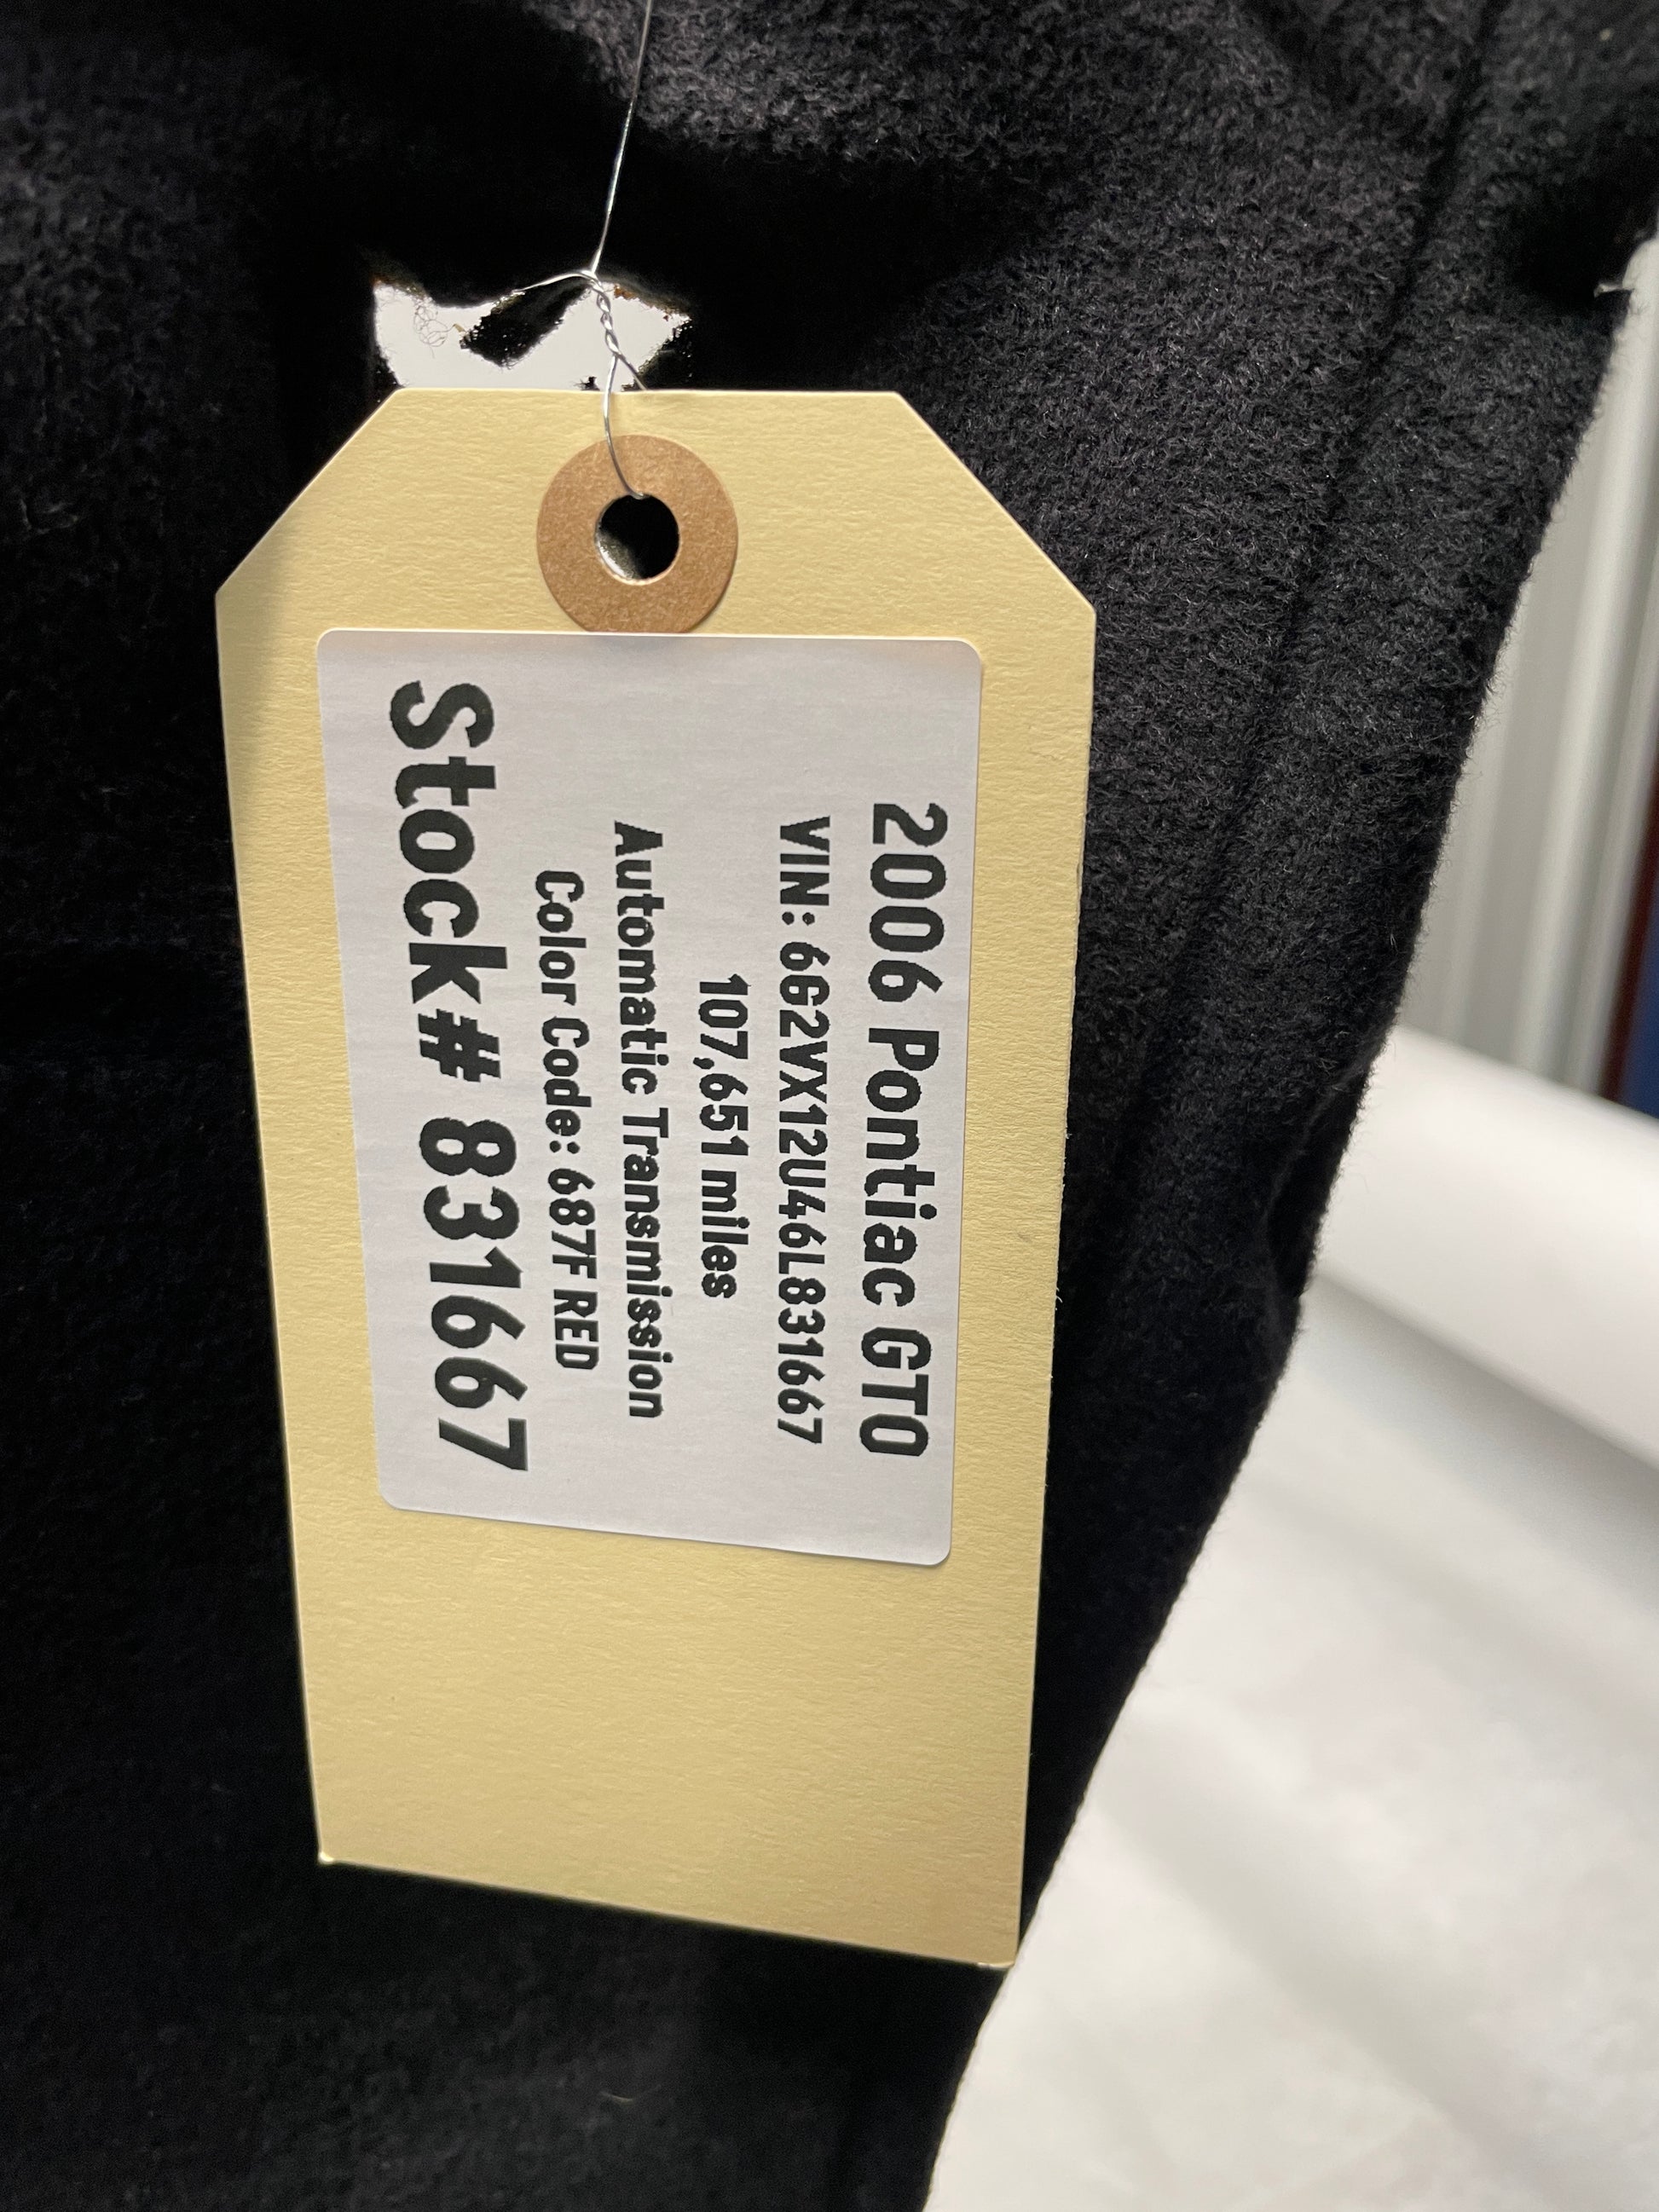 2006 Pontiac GTO
VIN: 6G2VX12U46L831667
107,651 miles
Automatic Transmission
Color Code: 687F RED
Stock# 831667